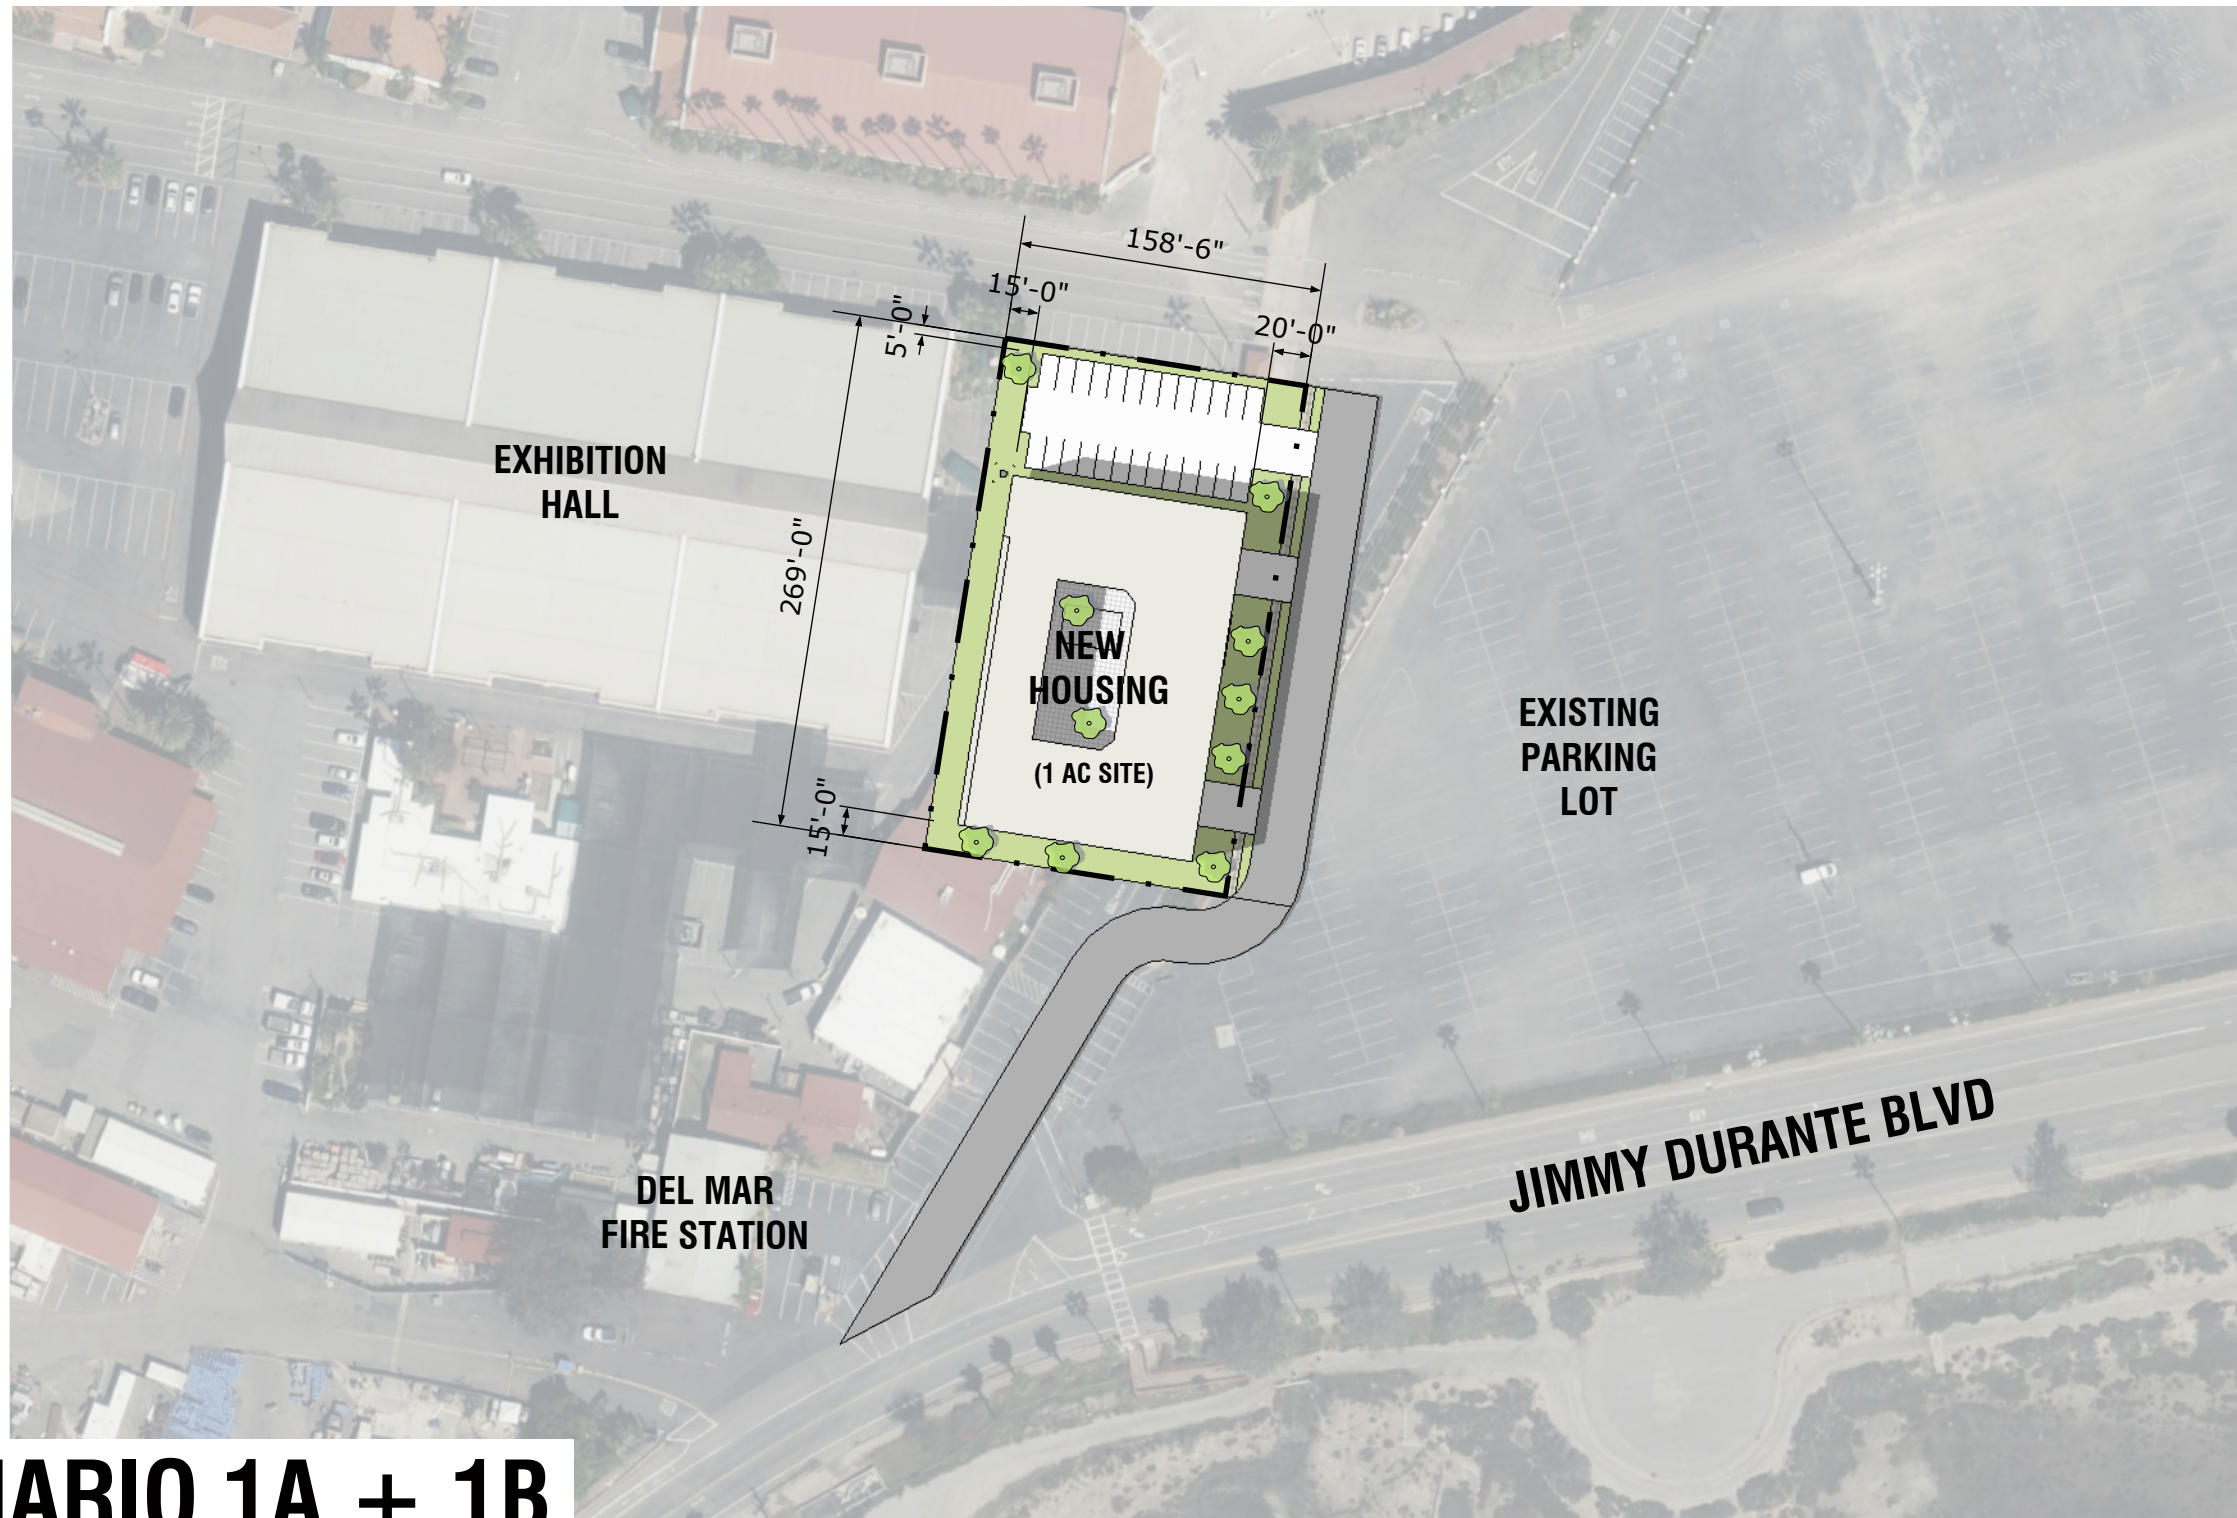 158'-6"
15'-0"
5'-0"
20'-0"
EXHIBITION
HALL
269'-0"
NEW
HOUSING
(1 AC SITE)
EXISTING
PARKING
LOT
15'-0"
JIMMY DURANTE BLVD
DEL MAR
FIRE STATION
NARIO 1A + 1B